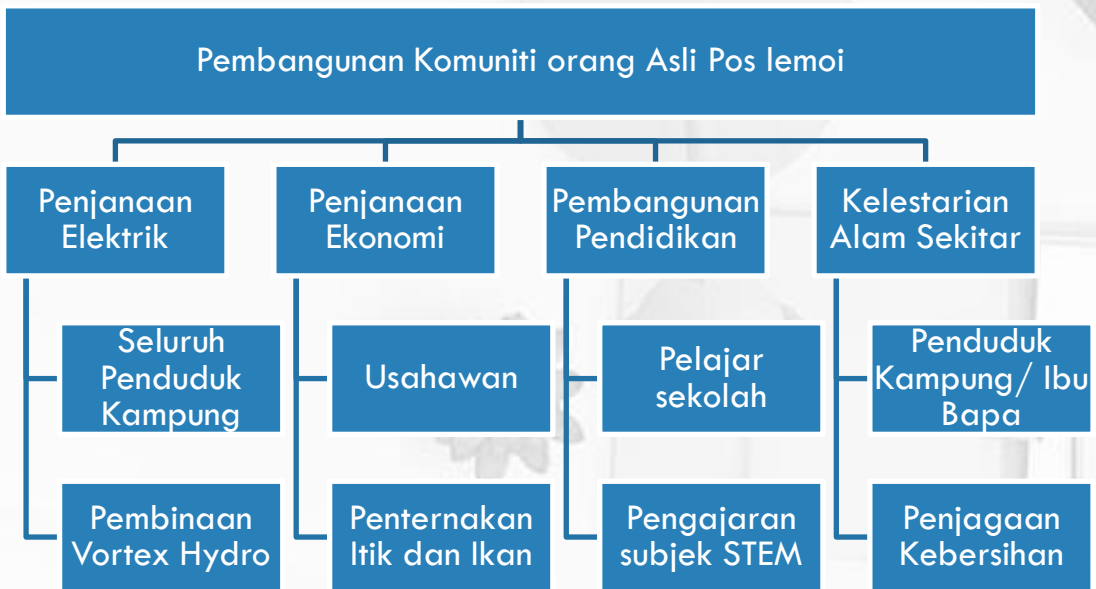 Pembangunan Komuniti orang Asli Pos lemoi
Penjanaan
Elektrik
Penjanaan
Ekonomi
Pembangunan
Pendidikan
Kelestarian
Alam Sekitar
Seluruh
Penduduk
Kampung
Usahawan
Pelajar
sekolah
Penduduk
Kampung/ Ibu
Bapa
Pembinaan
Vortex Hydro
Penternakan
Itik dan Ikan
Pengajaran
subjek STEM
Penjagaan
Kebersihan